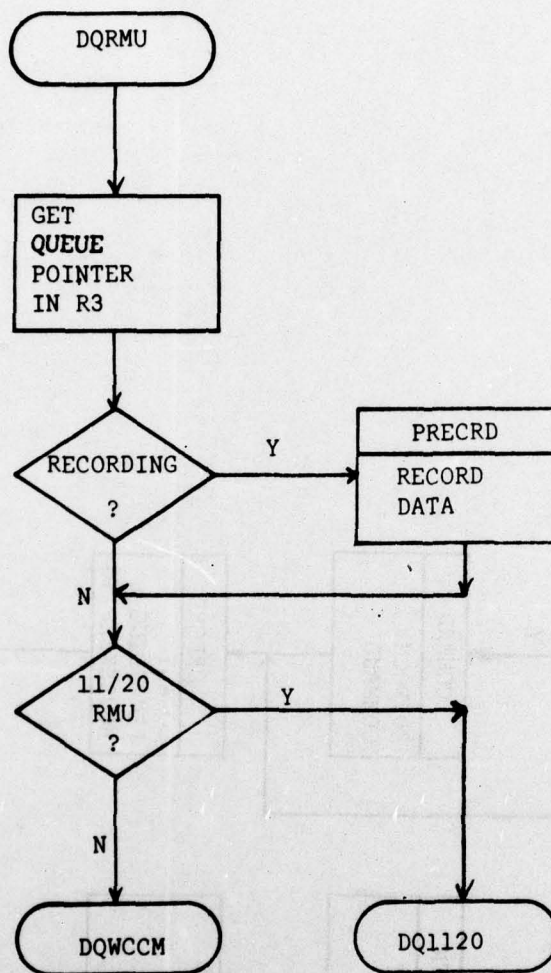 DQRMU
GET
QUEUE
POINTER
IN R3
RECORDING
?
Y
PRECRD
RECORD
DATA
N
11/20
RMU
?
Y
N
DQWCCM
DQ1120